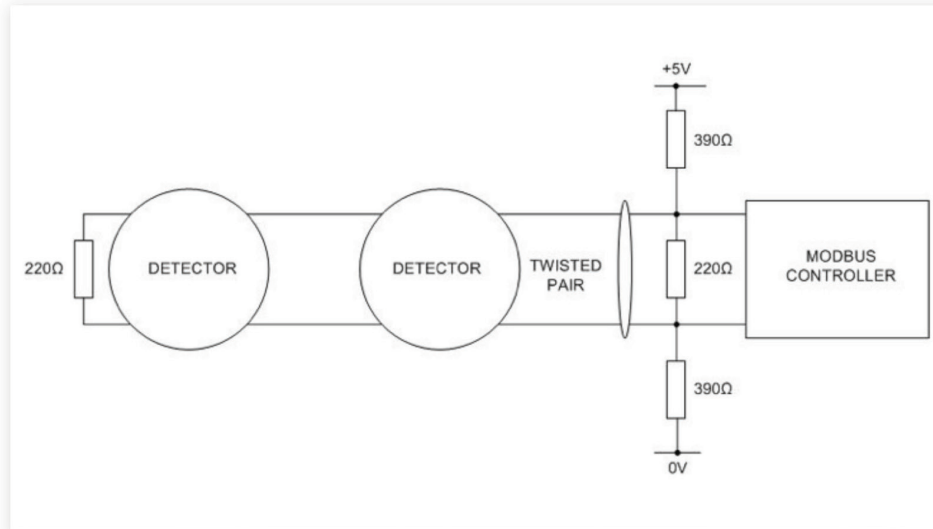 +5V
390Ω
220Ω
DETECTOR
DETECTOR
TWISTED
PAIR
220Ω
MODBUS
CONTROLLER
390Ω
0V